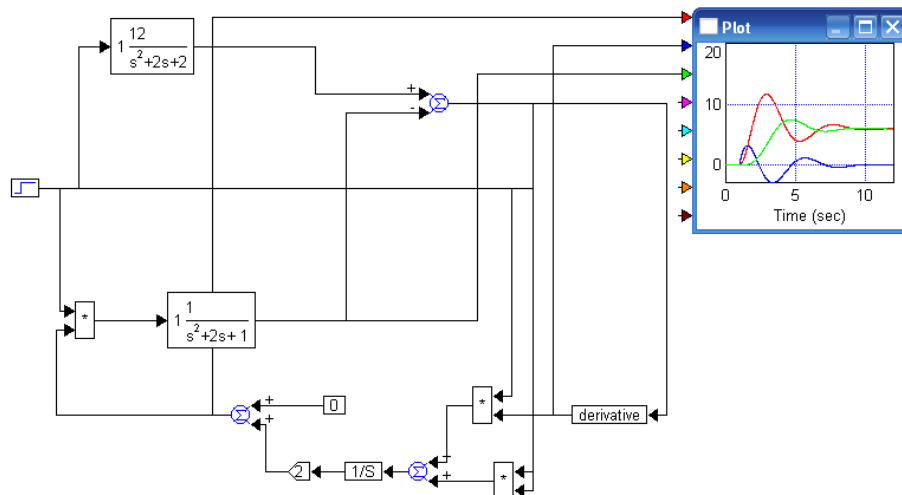 Plot
12
1
s²+2s+2
20
10
0
0 5 10
Time (sec)
+
-
Σ
*
1
1
s²+2s+1
0
+
+
Σ
*
derivative
2
1/S
+
+
Σ
*